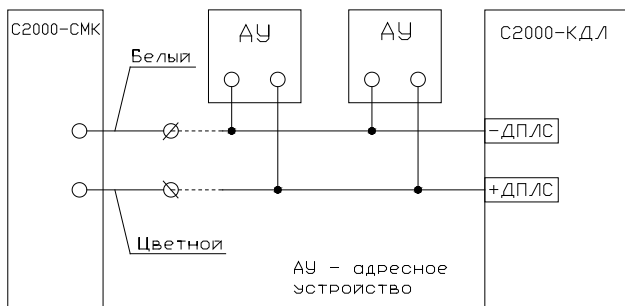 С2000-СМК
АУ
АУ
С2000-КДЛ
Белый
-ДПЛС
+ДПЛС
Цветной
АУ - адресное
устройство